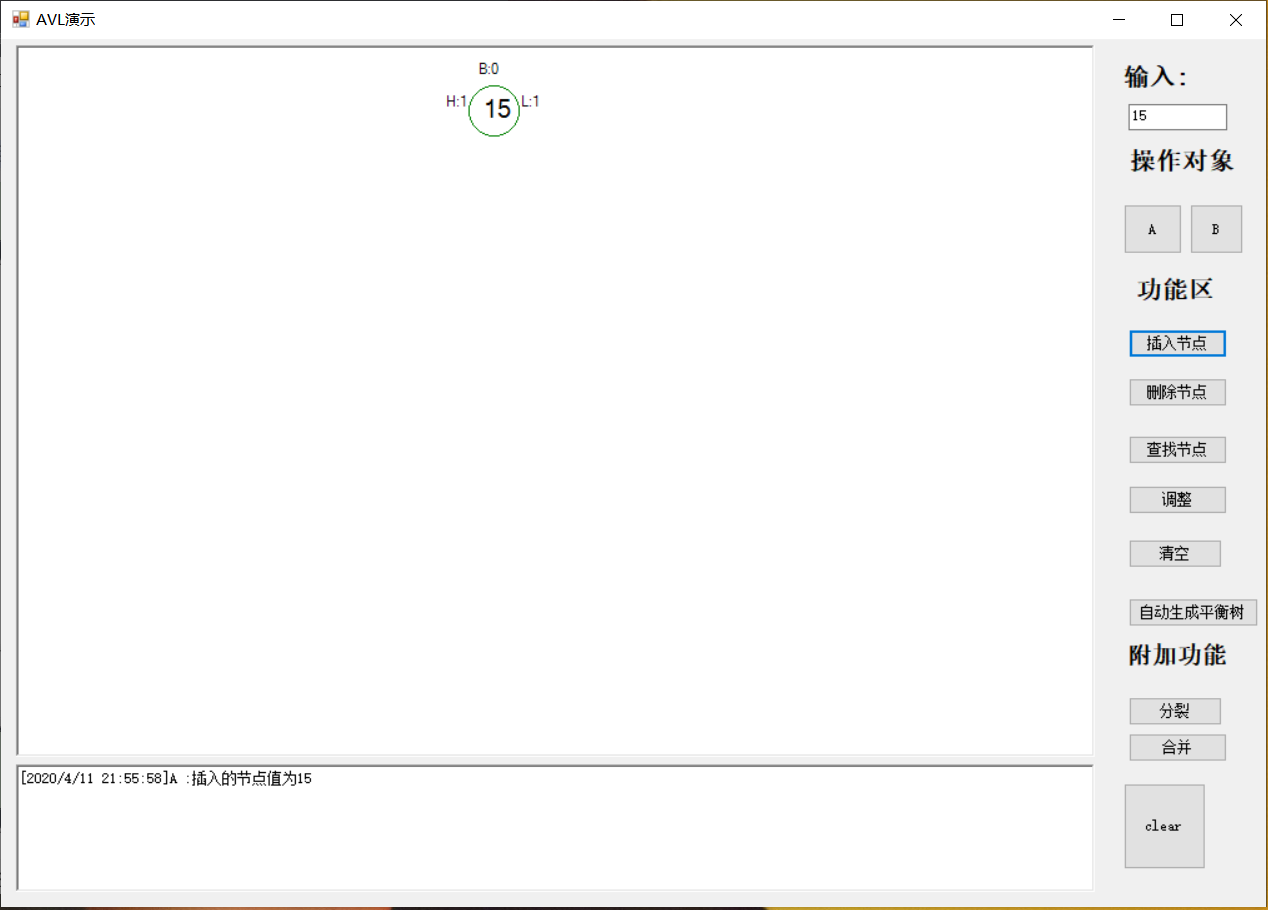 AVL演示
B:0
H:1 15 L:1
输入:
15
操作对象
A B
功能区
插入节点
删除节点
查找节点
调整
清空
自动生成平衡树
附加功能
分裂
合并
clear
[2020/4/11 21:55:58]A :插入的节点值为15